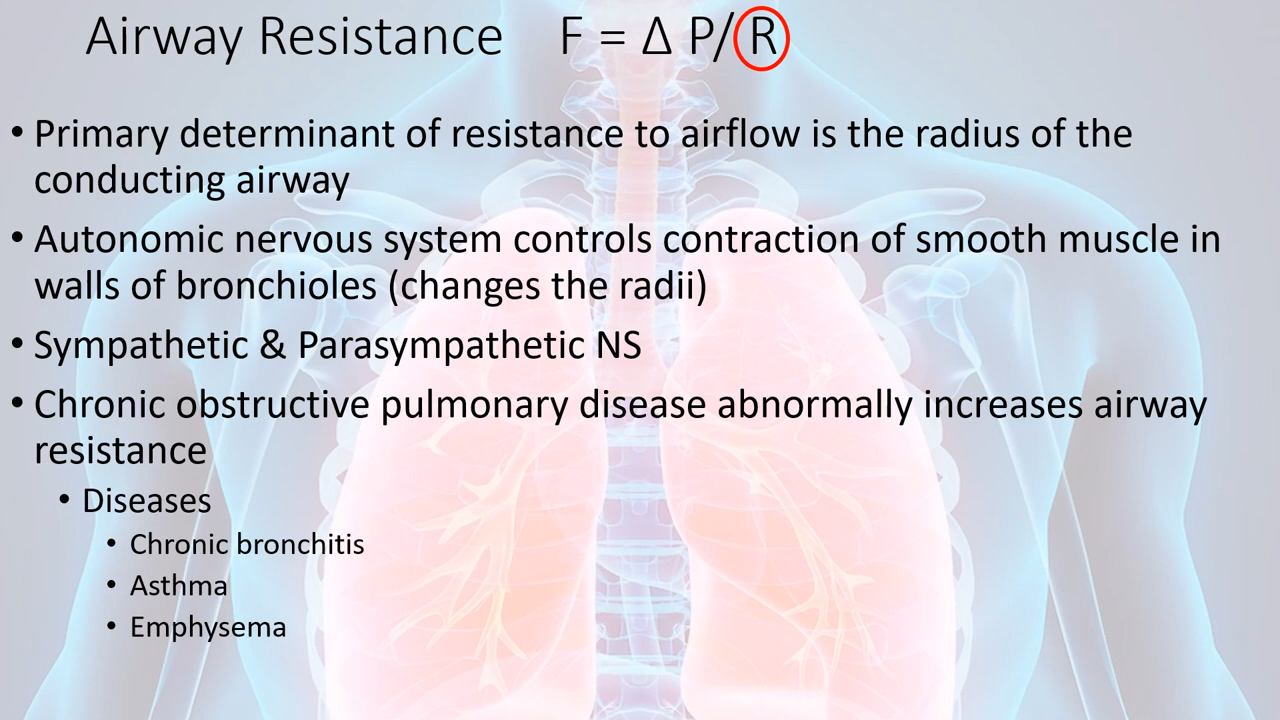 Airway Resistance F = Δ P/ R
• Primary determinant of resistance to airflow is the radius of the
conducting airway
• Autonomic nervous system controls contraction of smooth muscle in
walls of bronchioles (changes the radii)
• Sympathetic & Parasympathetic NS
• Chronic obstructive pulmonary disease abnormally increases airway
resistance
• Diseases
• Chronic bronchitis
• Asthma
• Emphysema